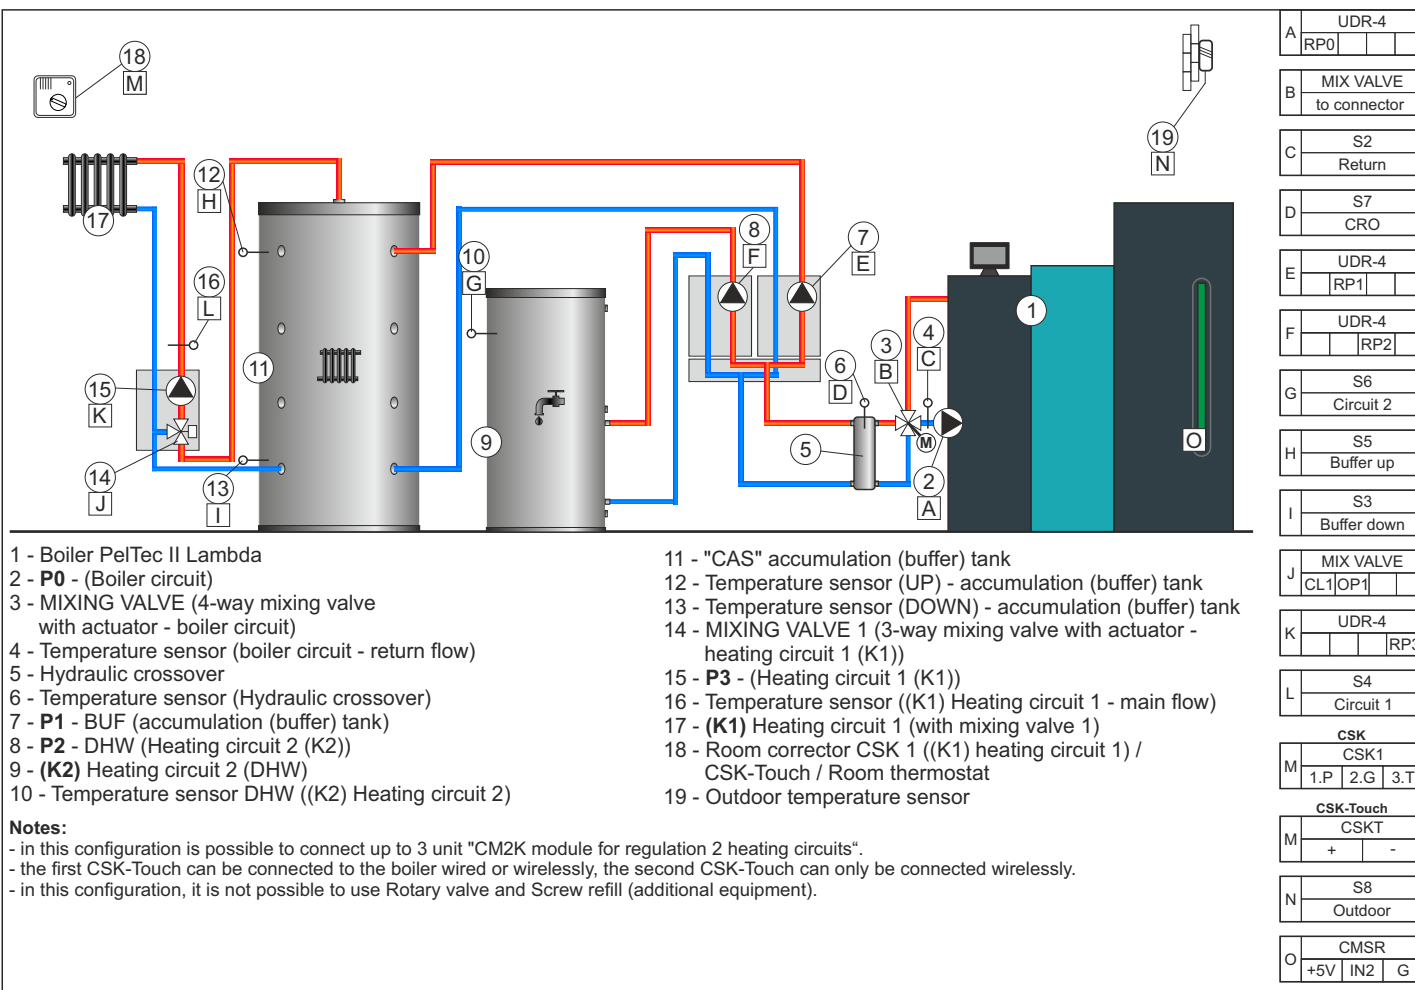 18
M
19
N
12
H
17
16
L
10
G
8
F
7
E
1
11
15
K
6
D
3
B
4
C
M
5
9
2
A
O
14
J
13
I
1 - Boiler PelTec II Lambda
2 - P0 - (Boiler circuit)
3 - MIXING VALVE (4-way mixing valve
with actuator - boiler circuit)
4 - Temperature sensor (boiler circuit - return flow)
5 - Hydraulic crossover
6 - Temperature sensor (Hydraulic crossover)
7 - P1 - BUF (accumulation (buffer) tank)
8 - P2 - DHW (Heating circuit 2 (K2))
9 - (K2) Heating circuit 2 (DHW)
10 - Temperature sensor DHW ((K2) Heating circuit 2)
11 - "CAS" accumulation (buffer) tank
12 - Temperature sensor (UP) - accumulation (buffer) tank
13 - Temperature sensor (DOWN) - accumulation (buffer) tank
14 - MIXING VALVE 1 (3-way mixing valve with actuator -
heating circuit 1 (K1))
15 - P3 - (Heating circuit 1 (K1))
16 - Temperature sensor ((K1) Heating circuit 1 - main flow)
17 - (K1) Heating circuit 1 (with mixing valve 1)
18 - Room corrector CSK 1 ((K1) heating circuit 1) /
CSK-Touch / Room thermostat
19 - Outdoor temperature sensor
Notes:
- in this configuration is possible to connect up to 3 unit "CM2K module for regulation 2 heating circuits“.
- the first CSK-Touch can be connected to the boiler wired or wirelessly, the second CSK-Touch can only be connected wirelessly.
- in this configuration, it is not possible to use Rotary valve and Screw refill (additional equipment).
A UDR-4
RP0
B MIX VALVE
to connector
C S2
Return
D S7
CRO
E UDR-4
RP1
F UDR-4
RP2
G S6
Circuit 2
H S5
Buffer up
I S3
Buffer down
J MIX VALVE
CL1 OP1
K UDR-4
RP3
L S4
Circuit 1
CSK
M CSK1
1.P 2.G 3.T
CSK-Touch
M CSKT
+ -
N S8
Outdoor
O CMSR
+5V IN2 G